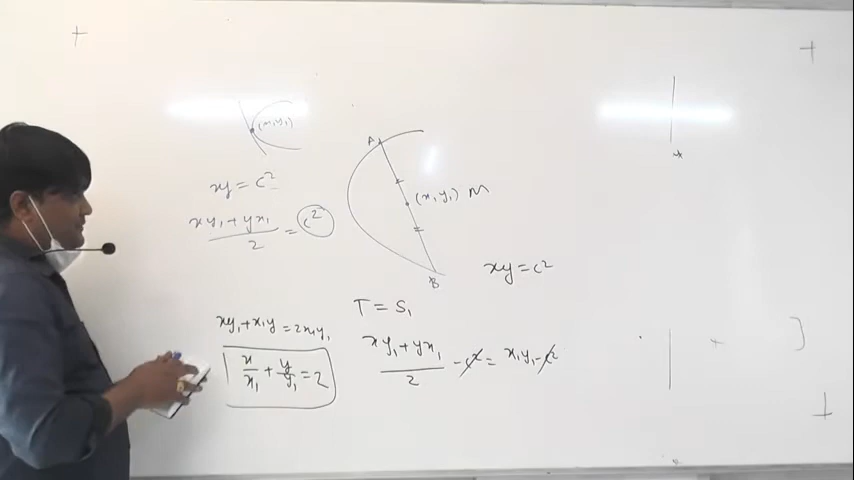 (x₁,y₁)
xy = c²
xy₁ + yx₁ / 2 = c²
A
(x₁, y₁) M
B
xy = c²
T = S₁
xy₁ + yx₁ / 2 - c² = x₁y₁ - c²
xy₁ + x₁y = 2x₁y₁
x/x₁ + y/y₁ = 2